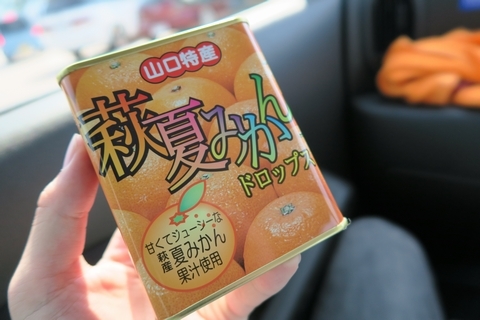 山口特産
萩夏みかん
ドロップス
甘くてジューシーな
萩産夏みかん
果汁使用